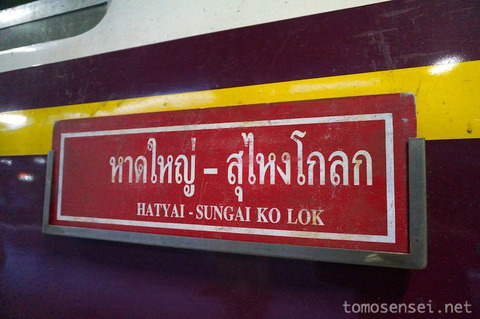 หาดใหญ่ - สุไหงโกลก
HATYAI - SUNGAI KO LOK
tomosensei.net